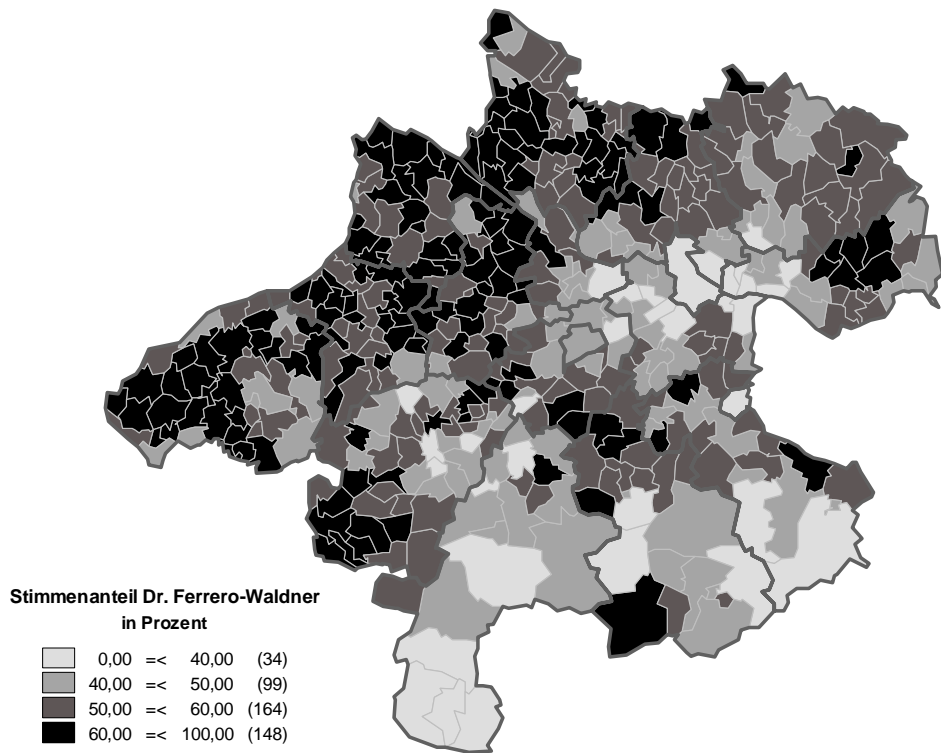 Stimmenanteil Dr. Ferrero-Waldner
in Prozent
0,00 =< 40,00 (34)
40,00 =< 50,00 (99)
50,00 =< 60,00 (164)
60,00 =< 100,00 (148)